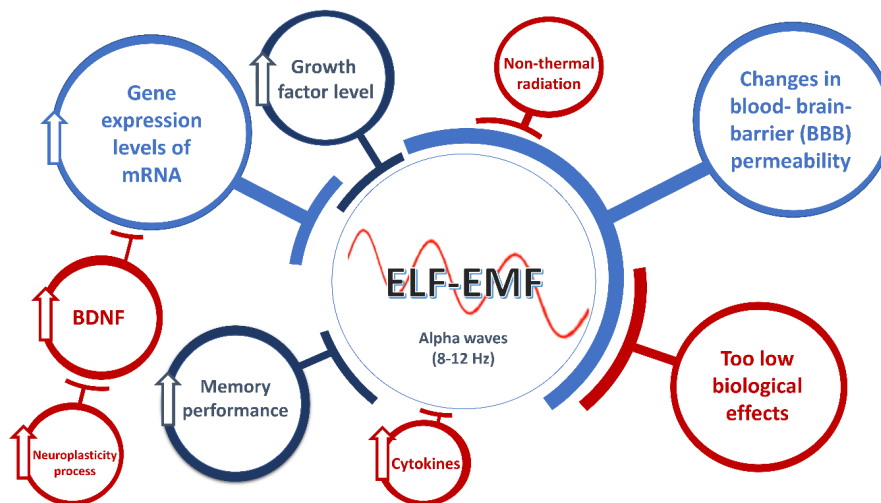 Growth
factor level
Non-thermal
radiation
Gene
expression
levels of
mRNA
Changes in
blood- brain-
barrier (BBB)
permeability
ELF-EMF
Alpha waves
(8-12 Hz)
BDNF
Memory
performance
Too low
biological
effects
Neuroplasticity
process
Cytokines